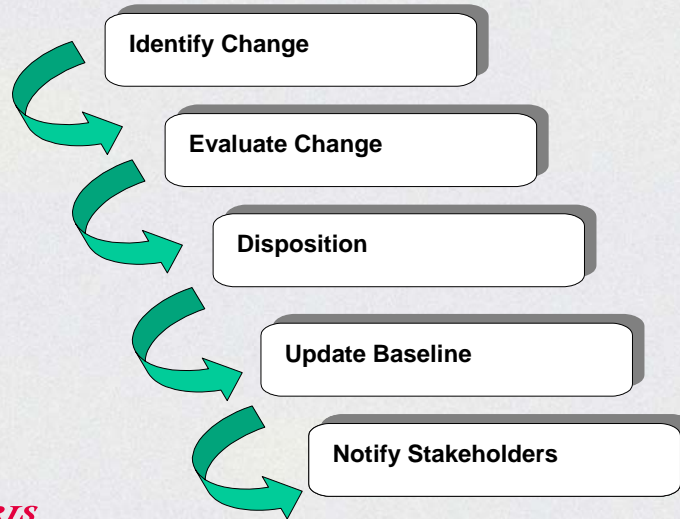 Identify Change
Evaluate Change
Disposition
Update Baseline
Notify Stakeholders